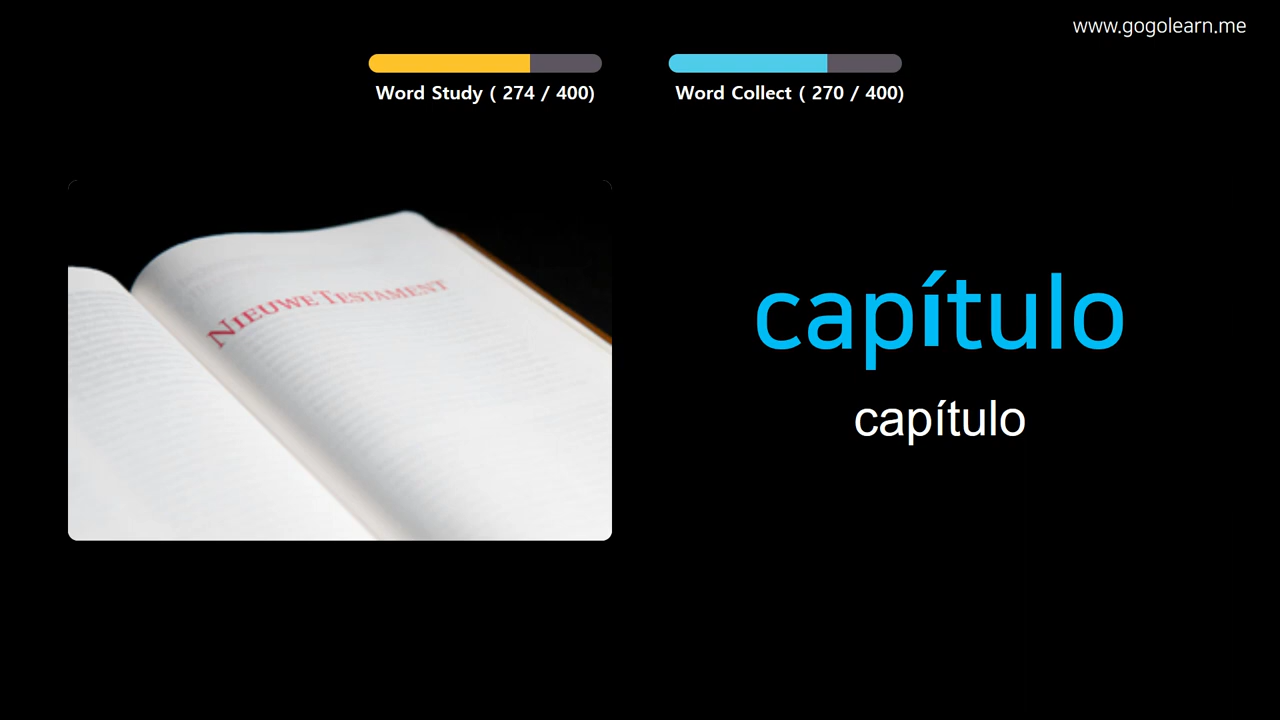 www.gogolearn.me
Word Study ( 274 / 400)
Word Collect ( 270 / 400)
NIEUWE TESTAMENT
capítulo
capítulo